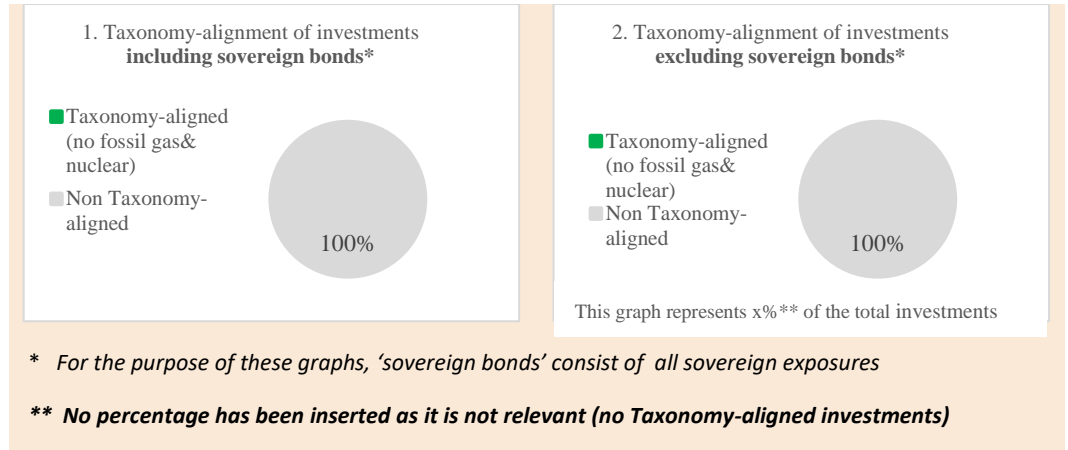 1. Taxonomy-alignment of investments
including sovereign bonds*
Taxonomy-aligned
(no fossil gas&
nuclear)
Non Taxonomy-
aligned
100%
2. Taxonomy-alignment of investments
excluding sovereign bonds*
Taxonomy-aligned
(no fossil gas&
nuclear)
Non Taxonomy-
aligned
100%
This graph represents x%** of the total investments
* For the purpose of these graphs, ‘sovereign bonds’ consist of all sovereign exposures
** No percentage has been inserted as it is not relevant (no Taxonomy-aligned investments)